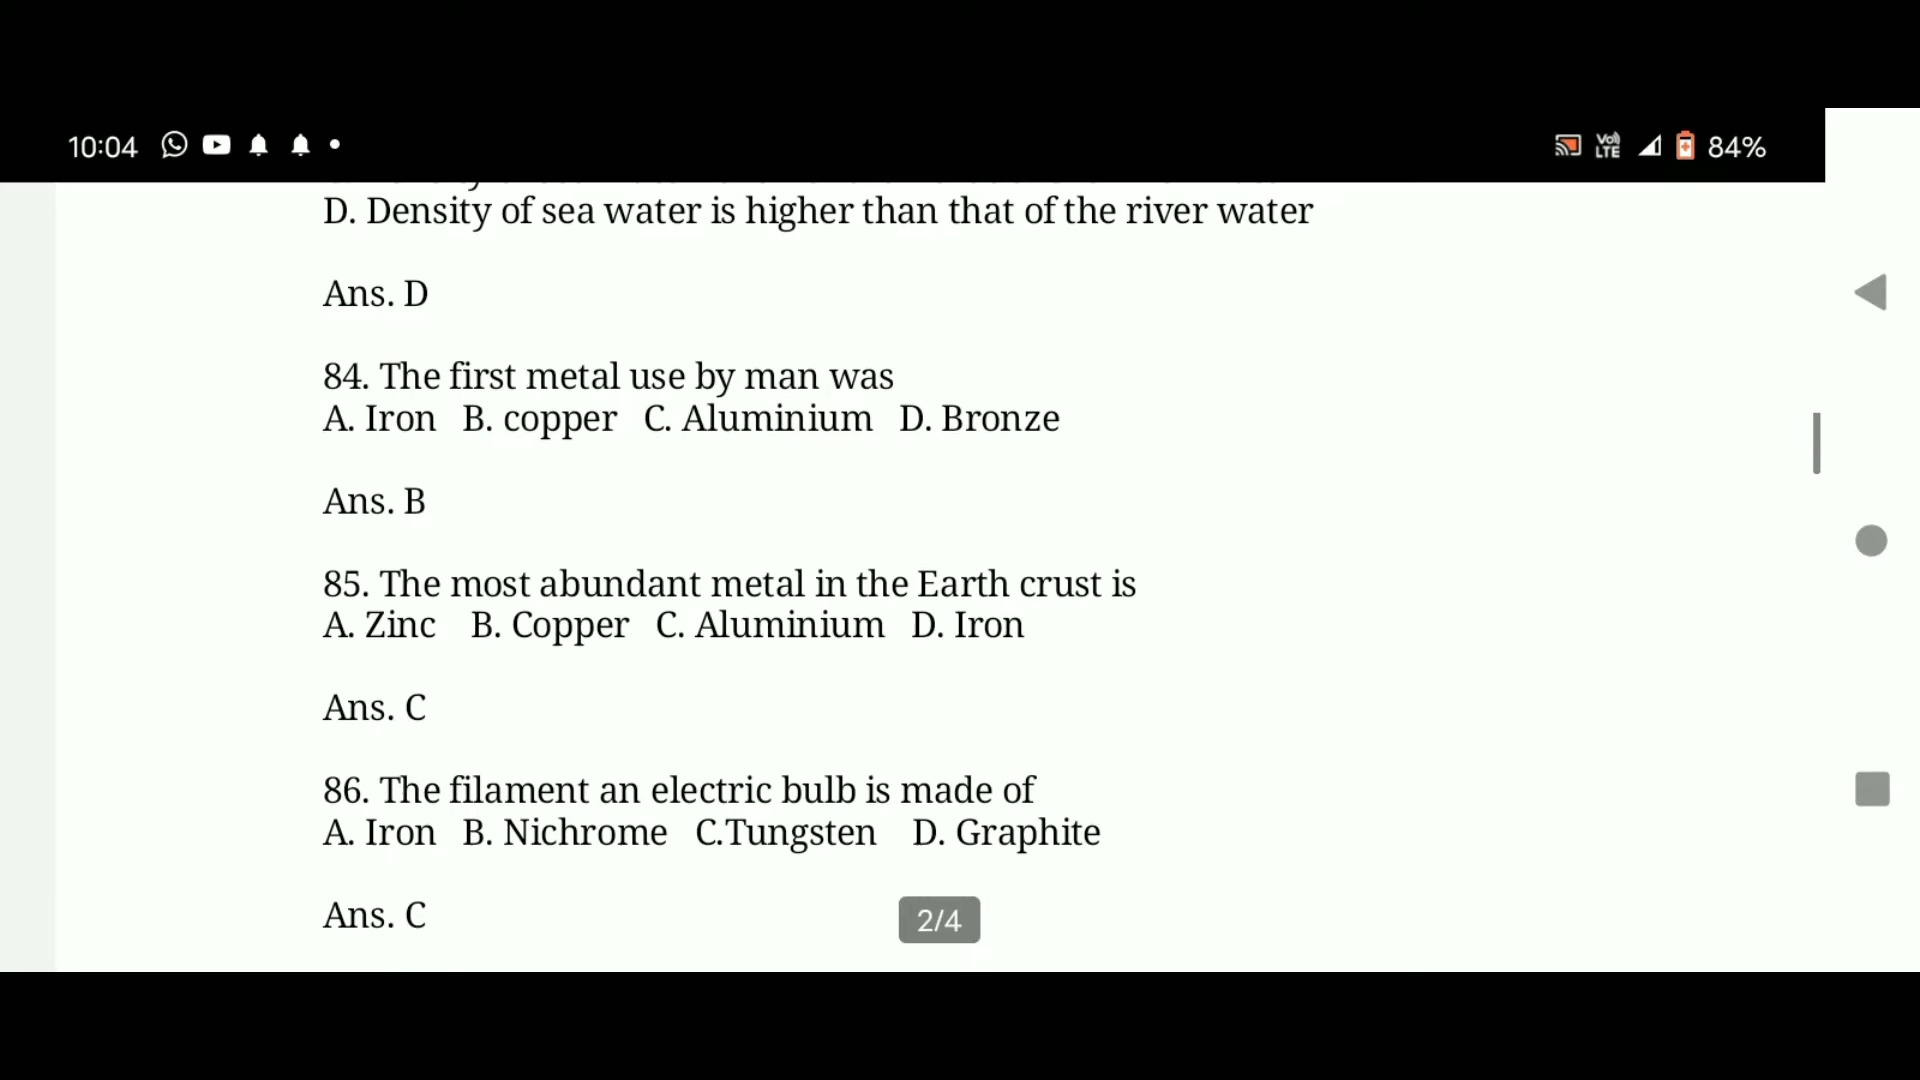 10:04
Vo) LTE
84%
D. Density of sea water is higher than that of the river water
Ans. D
84. The first metal use by man was
A. Iron B. copper C. Aluminium D. Bronze
Ans. B
85. The most abundant metal in the Earth crust is
A. Zinc B. Copper C. Aluminium D. Iron
Ans. C
86. The filament an electric bulb is made of
A. Iron B. Nichrome C.Tungsten D. Graphite
Ans. C
2/4